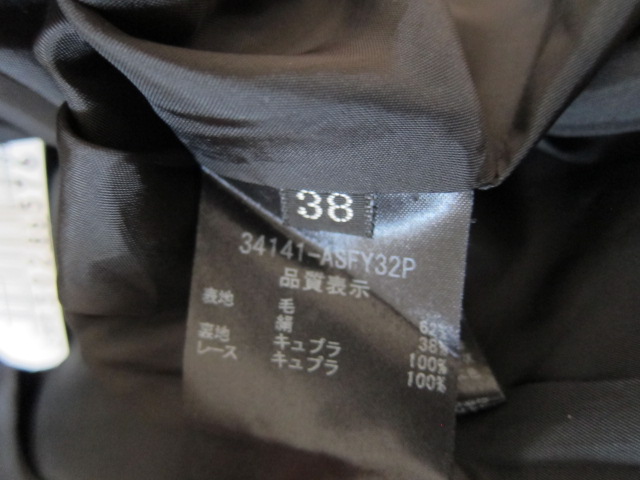 38
34141-ASFY32P
品質表示
表地 毛 62%
絹 38%
裏地 キュプラ 100%
レース キュプラ 100%